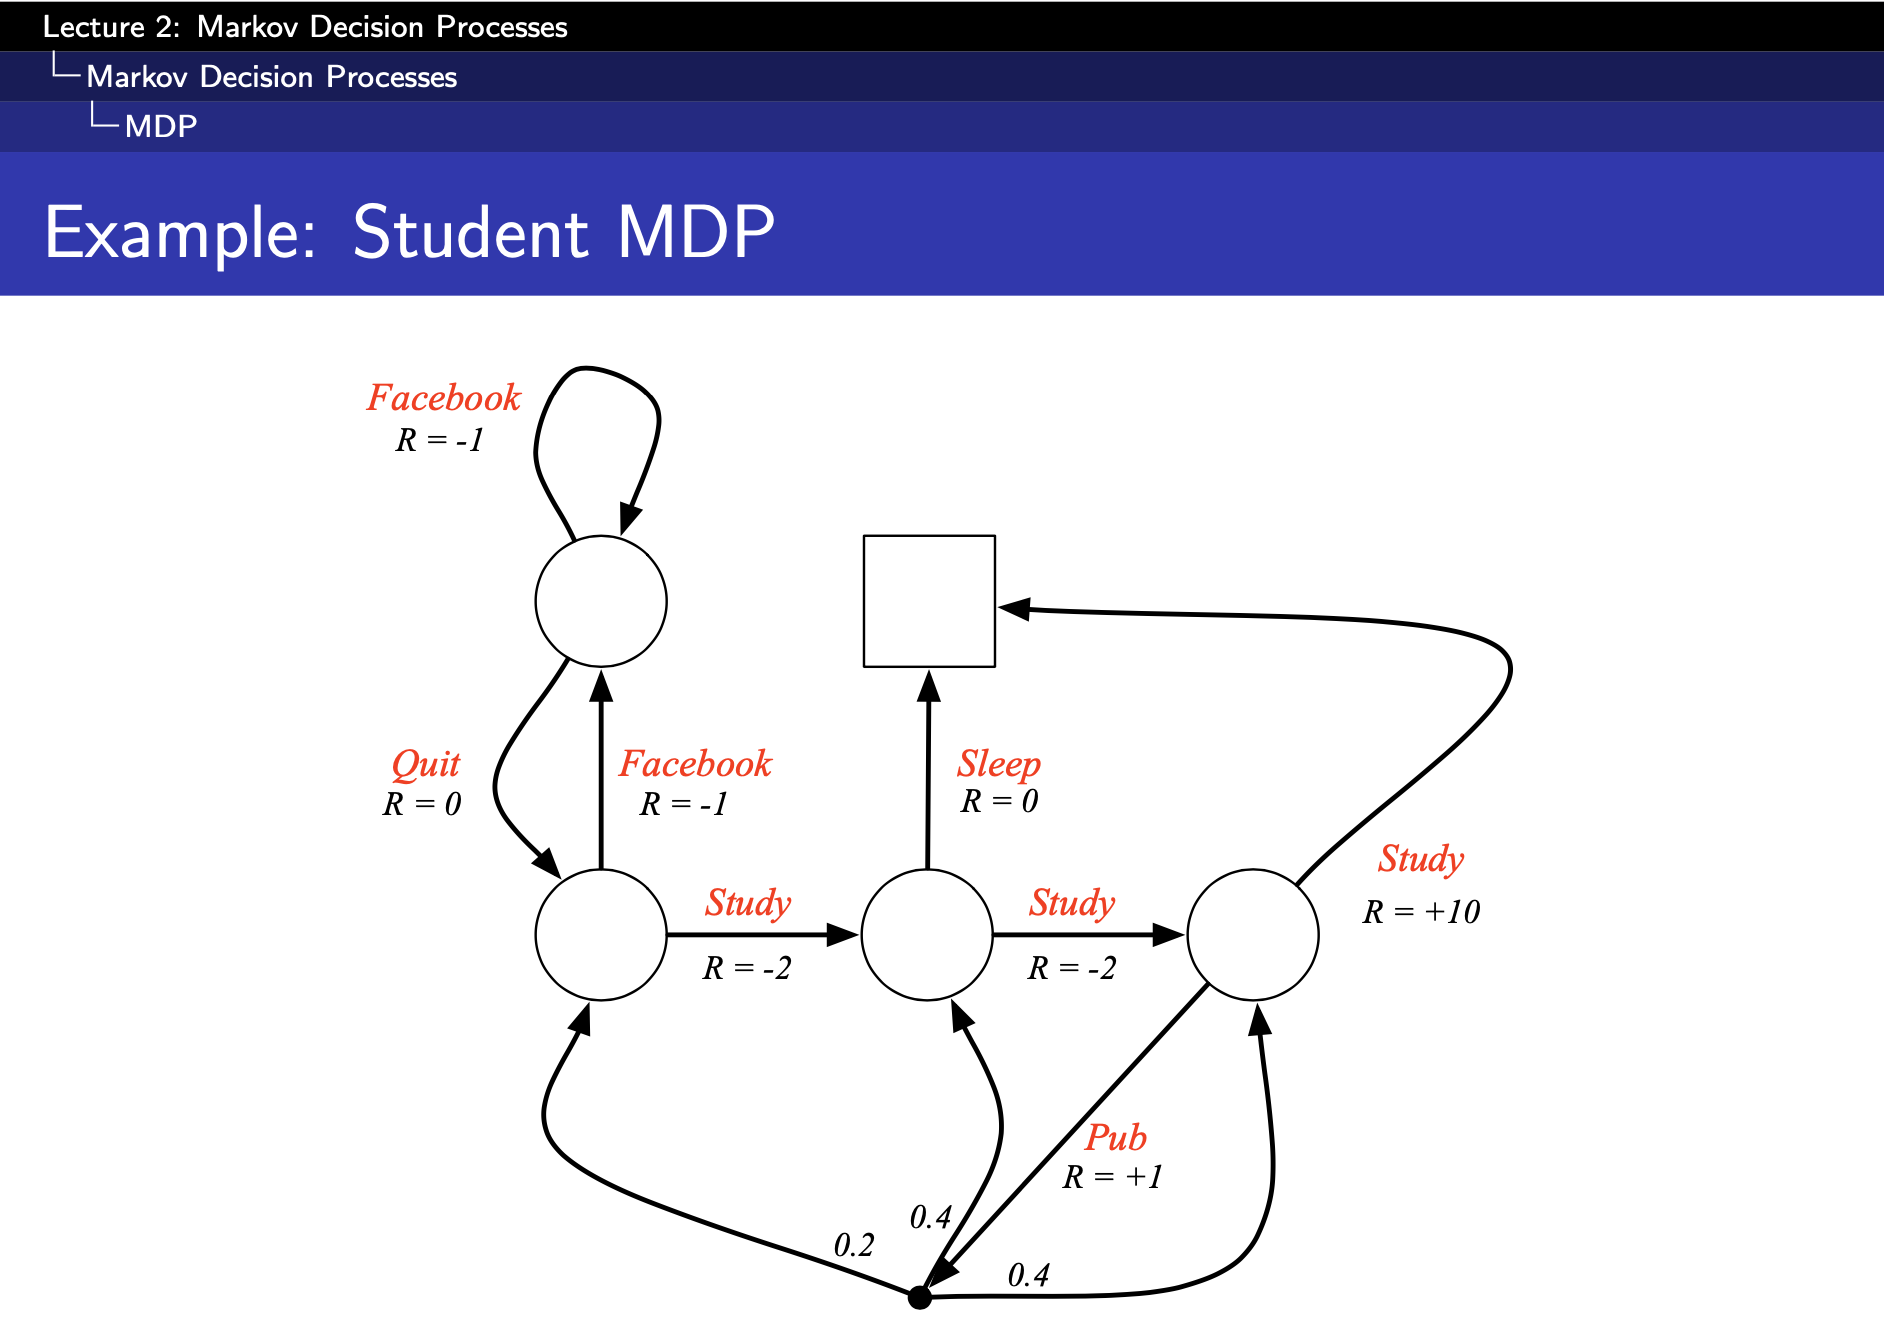 Lecture 2: Markov Decision Processes
Markov Decision Processes
MDP
Example: Student MDP
Facebook
R = -1
Quit
R = 0
Facebook
R = -1
Sleep
R = 0
Study
R = +10
Study
R = -2
Study
R = -2
Pub
R = +1
0.4
0.2
0.4